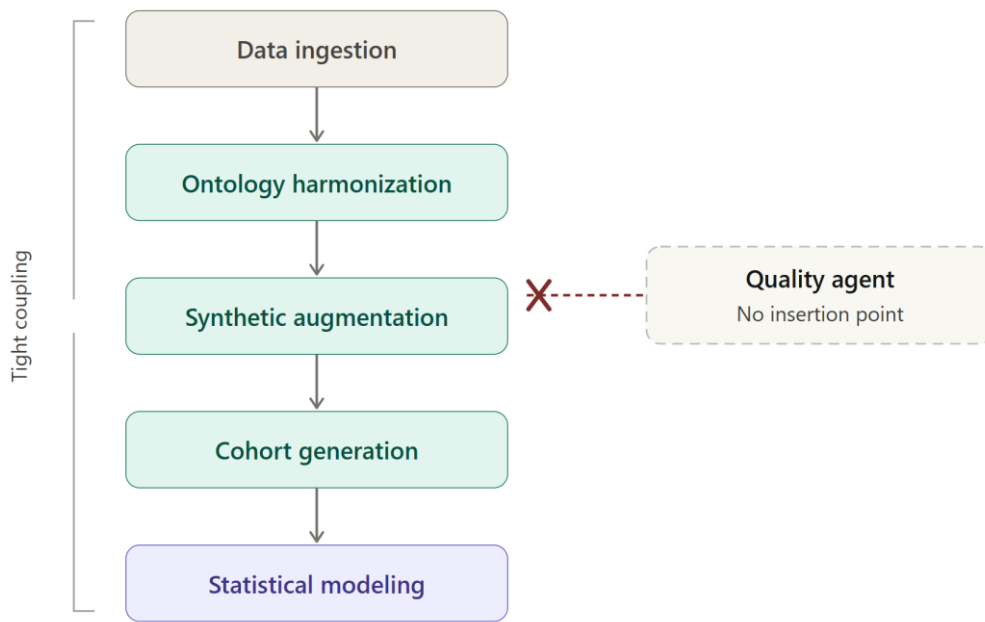 Data ingestion
Ontology harmonization
Synthetic augmentation
Quality agent
No insertion point
Tight coupling
Cohort generation
Statistical modeling